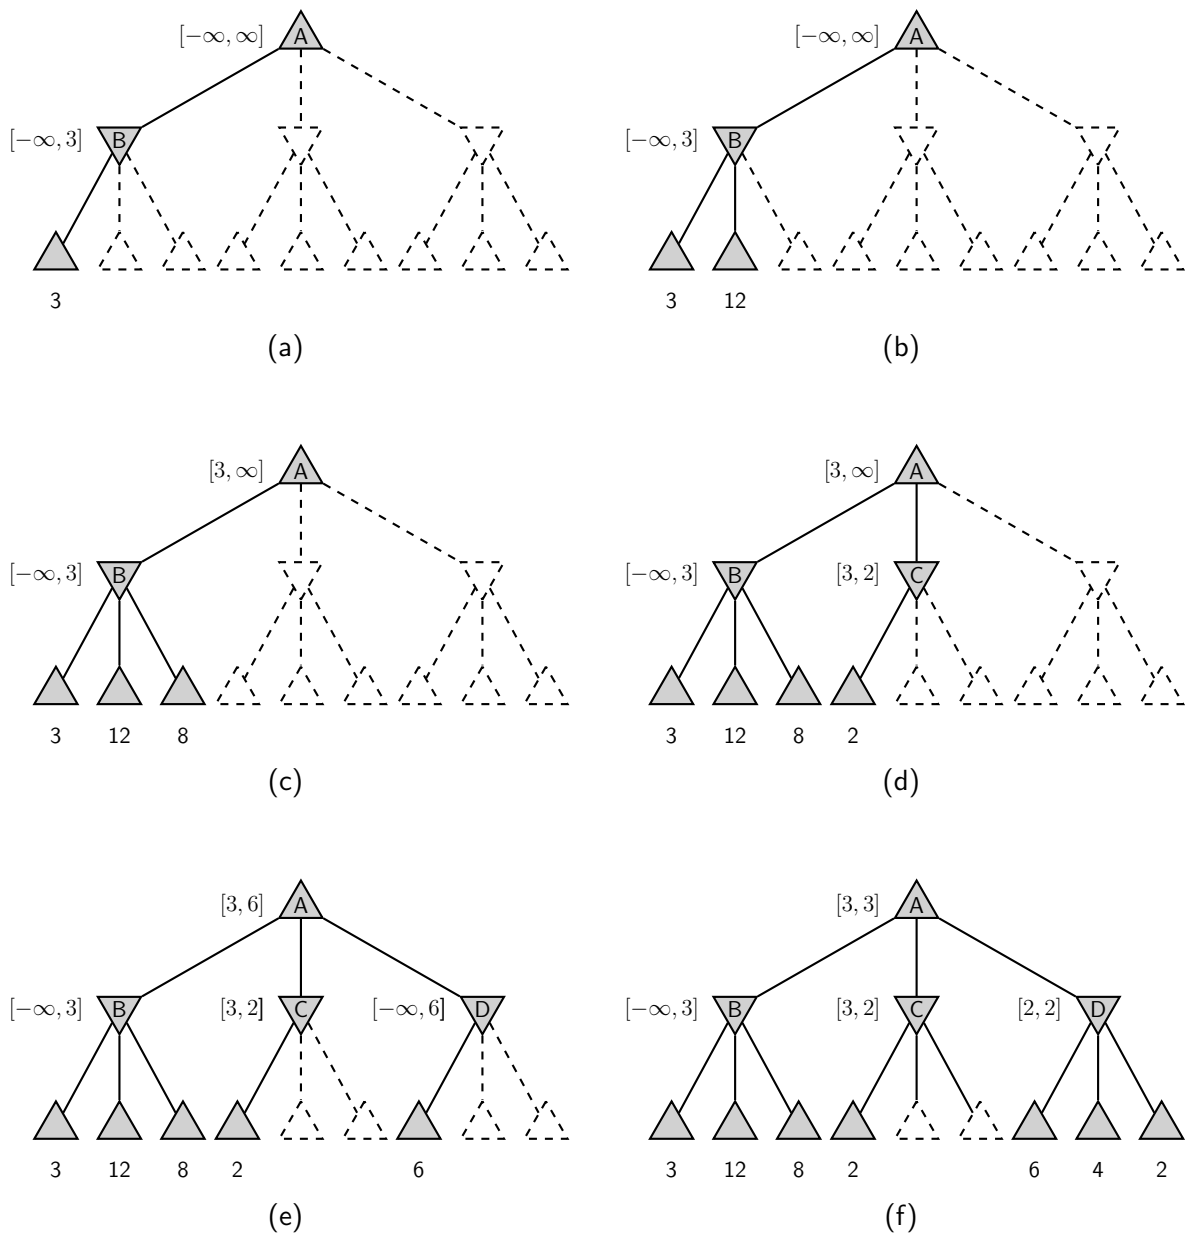 [−∞, ∞] A
[−∞, 3] B
3
(a)
[−∞, ∞] A
[−∞, 3] B
3 12
(b)
[3, ∞] A
[−∞, 3] B
3 12 8
(c)
[3, ∞] A
[−∞, 3] B [3, 2] C
3 12 8 2
(d)
[3, 6] A
[−∞, 3] B [3, 2] C [−∞, 6] D
3 12 8 2 6
(e)
[3, 3] A
[−∞, 3] B [3, 2] C [2, 2] D
3 12 8 2 6 4 2
(f)